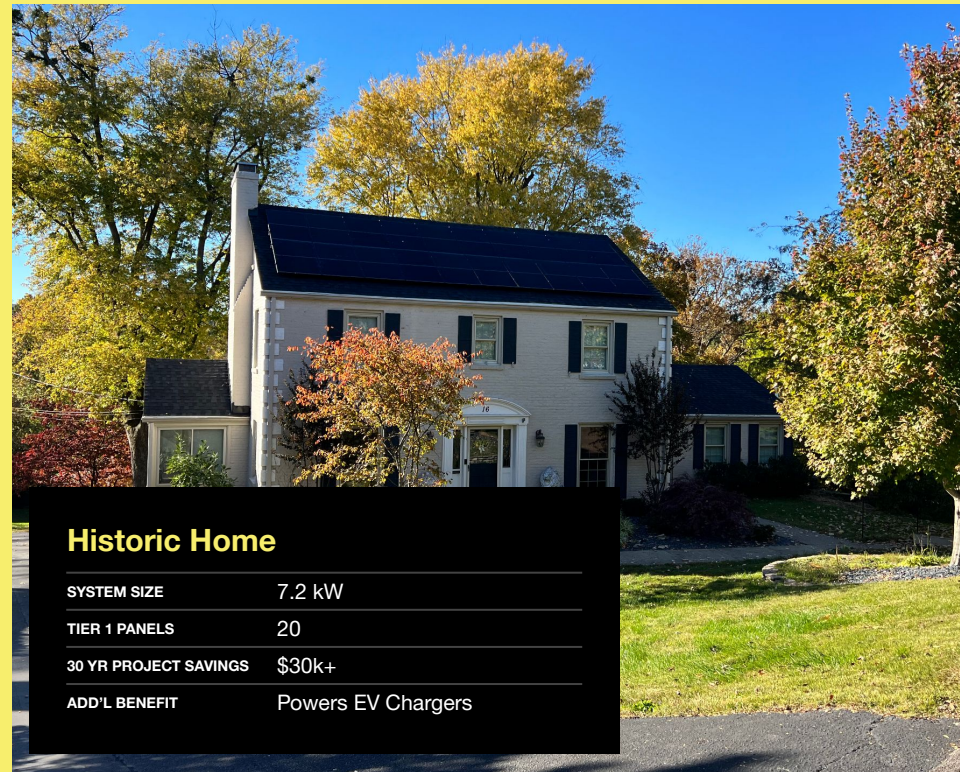 16
Historic Home
SYSTEM SIZE 7.2 kW
TIER 1 PANELS 20
30 YR PROJECT SAVINGS $30k+
ADD'L BENEFIT Powers EV Chargers